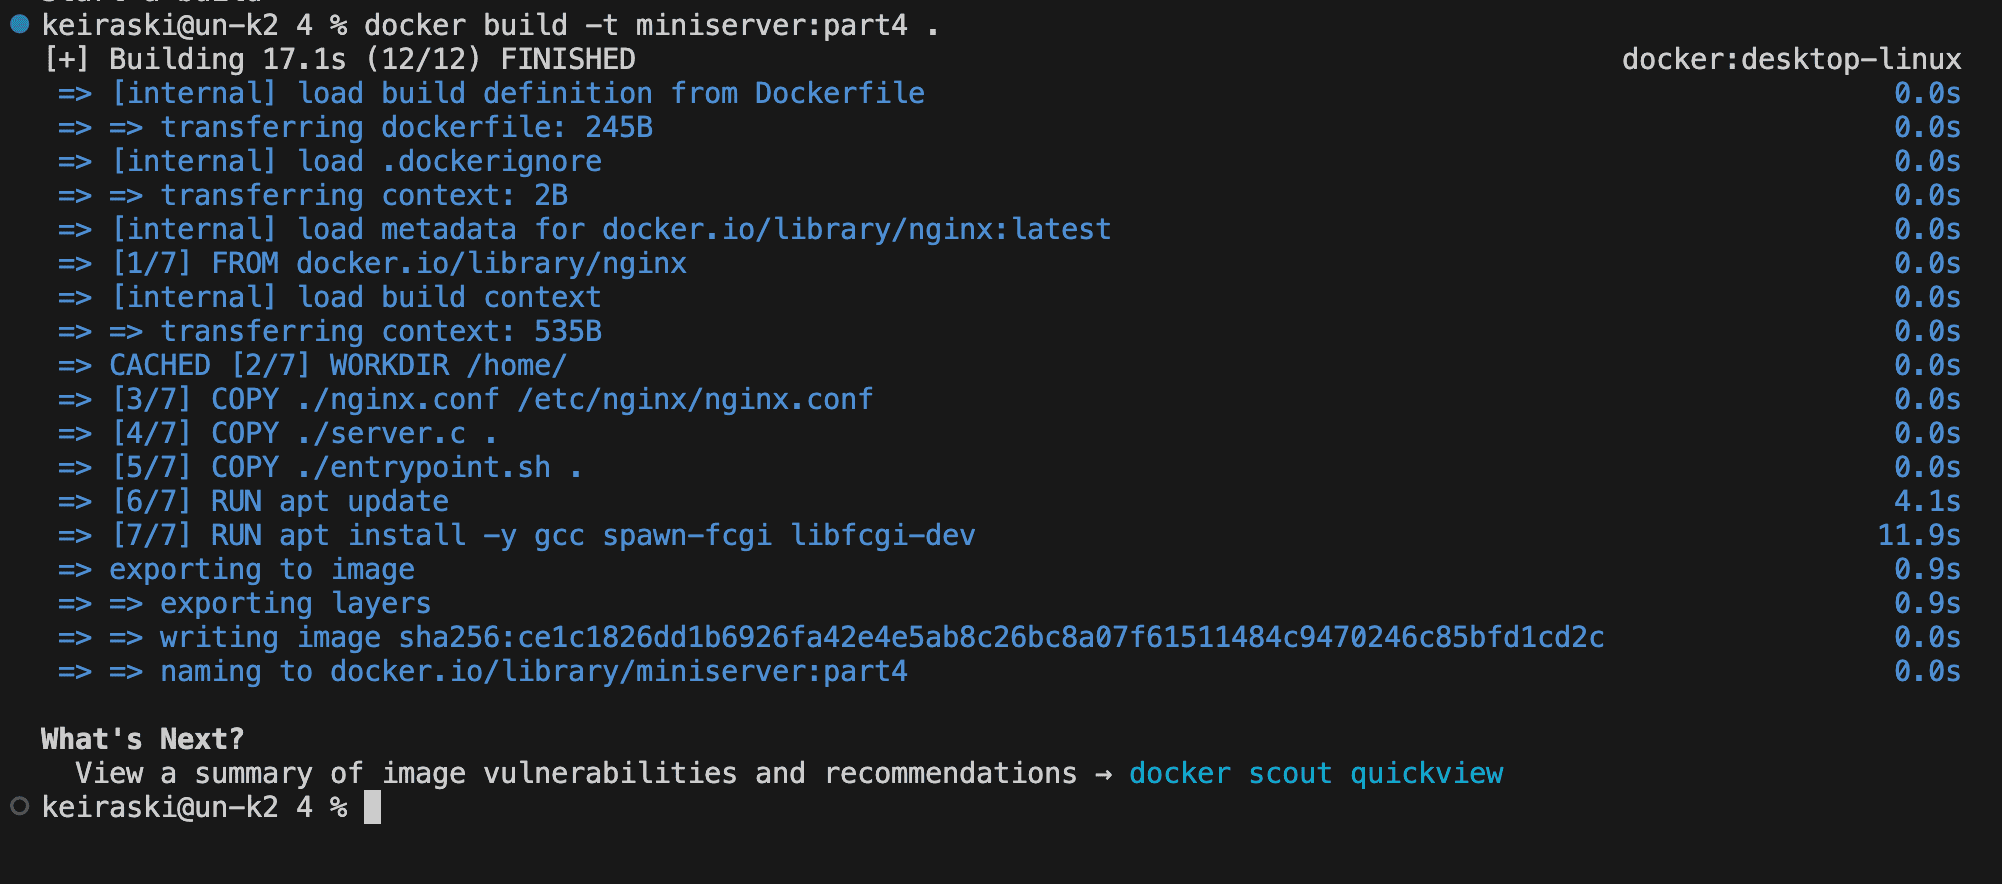 keiraski@un-k2 4 % docker build -t miniserver:part4 .
[+] Building 17.1s (12/12) FINISHED docker:desktop-linux
=> [internal] load build definition from Dockerfile 0.0s
=> => transferring dockerfile: 245B 0.0s
=> [internal] load .dockerignore 0.0s
=> => transferring context: 2B 0.0s
=> [internal] load metadata for docker.io/library/nginx:latest 0.0s
=> [1/7] FROM docker.io/library/nginx 0.0s
=> [internal] load build context 0.0s
=> => transferring context: 535B 0.0s
=> CACHED [2/7] WORKDIR /home/ 0.0s
=> [3/7] COPY ./nginx.conf /etc/nginx/nginx.conf 0.0s
=> [4/7] COPY ./server.c . 0.0s
=> [5/7] COPY ./entrypoint.sh . 0.0s
=> [6/7] RUN apt update 4.1s
=> [7/7] RUN apt install -y gcc spawn-fcgi libfcgi-dev 11.9s
=> exporting to image 0.9s
=> => exporting layers 0.9s
=> => writing image sha256:ce1c1826dd1b6926fa42e4e5ab8c26bc8a07f61511484c9470246c85bfd1cd2c 0.0s
=> => naming to docker.io/library/miniserver:part4 0.0s
What's Next?
View a summary of image vulnerabilities and recommendations → docker scout quickview
keiraski@un-k2 4 %